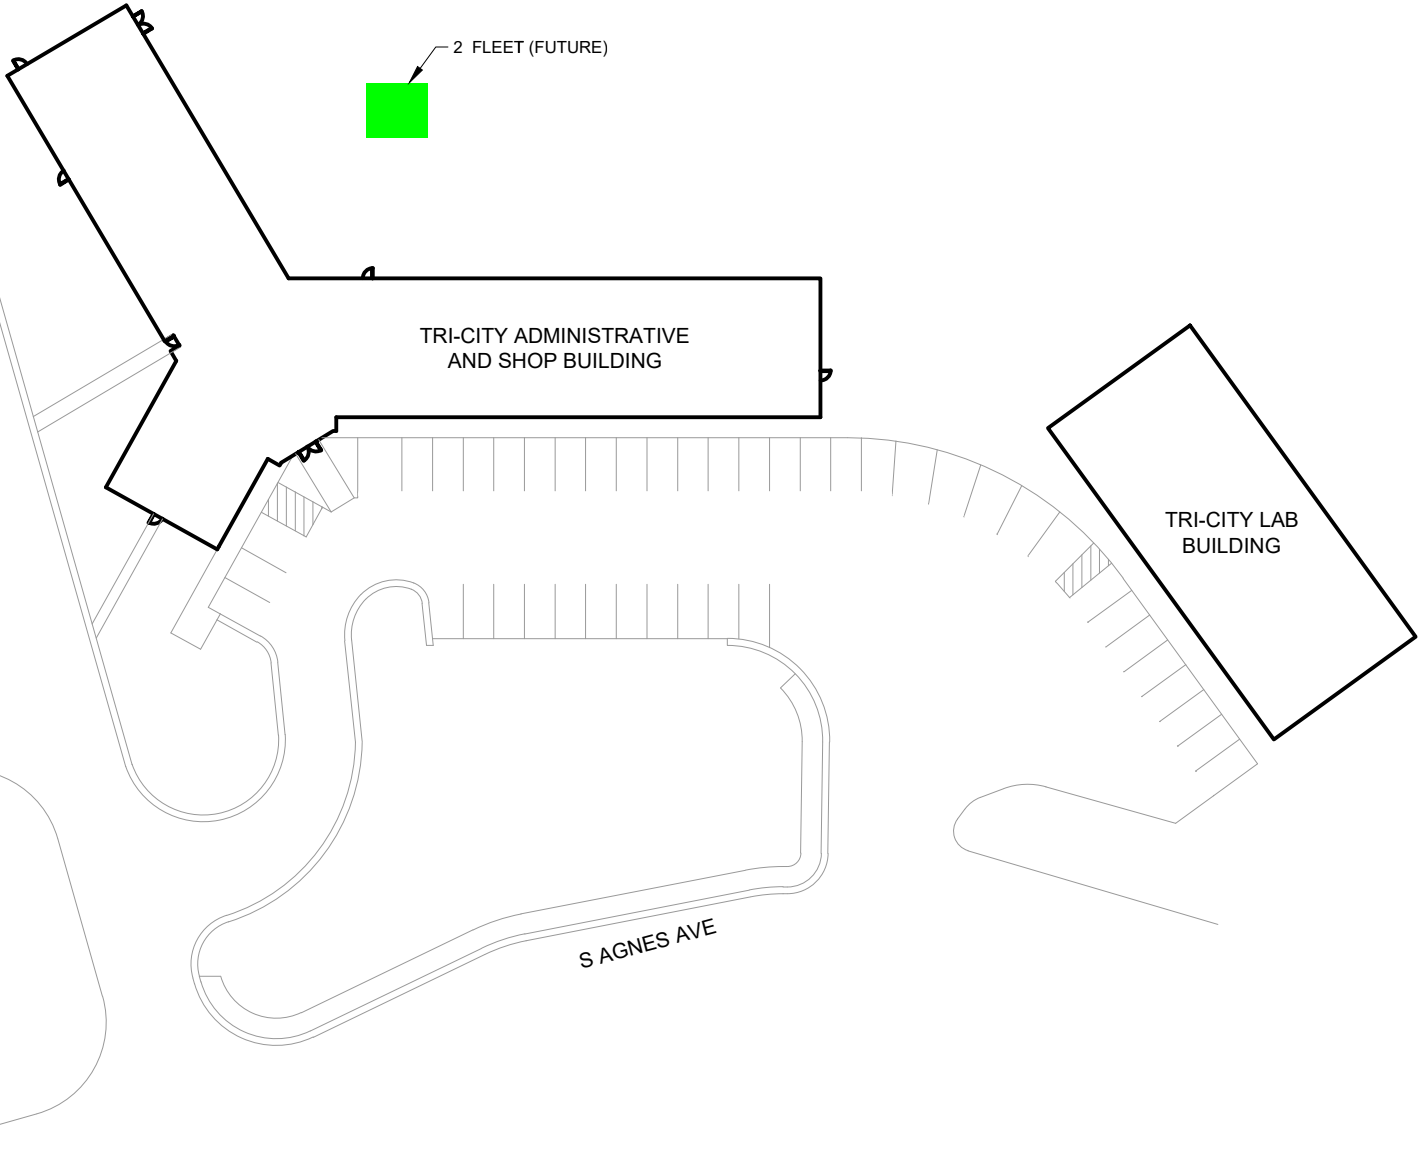 2 FLEET (FUTURE)
TRI-CITY ADMINISTRATIVE
AND SHOP BUILDING
TRI-CITY LAB
BUILDING
S AGNES AVE